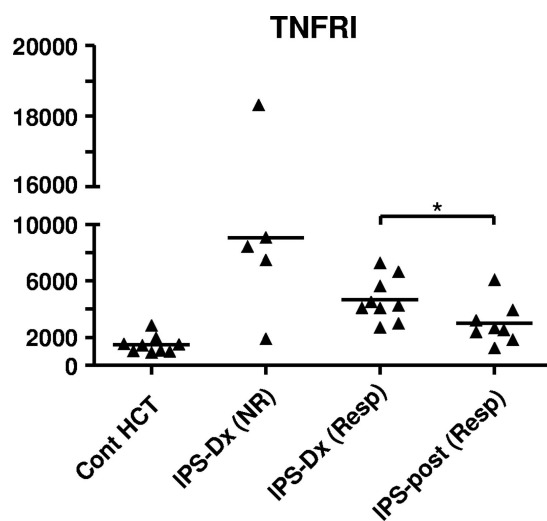 TNFRI
20000
18000
16000
10000
6000
2000
0
*
Cont HCT
IPS-Dx (NR)
IPS-Dx (Resp)
IPS-post (Resp)